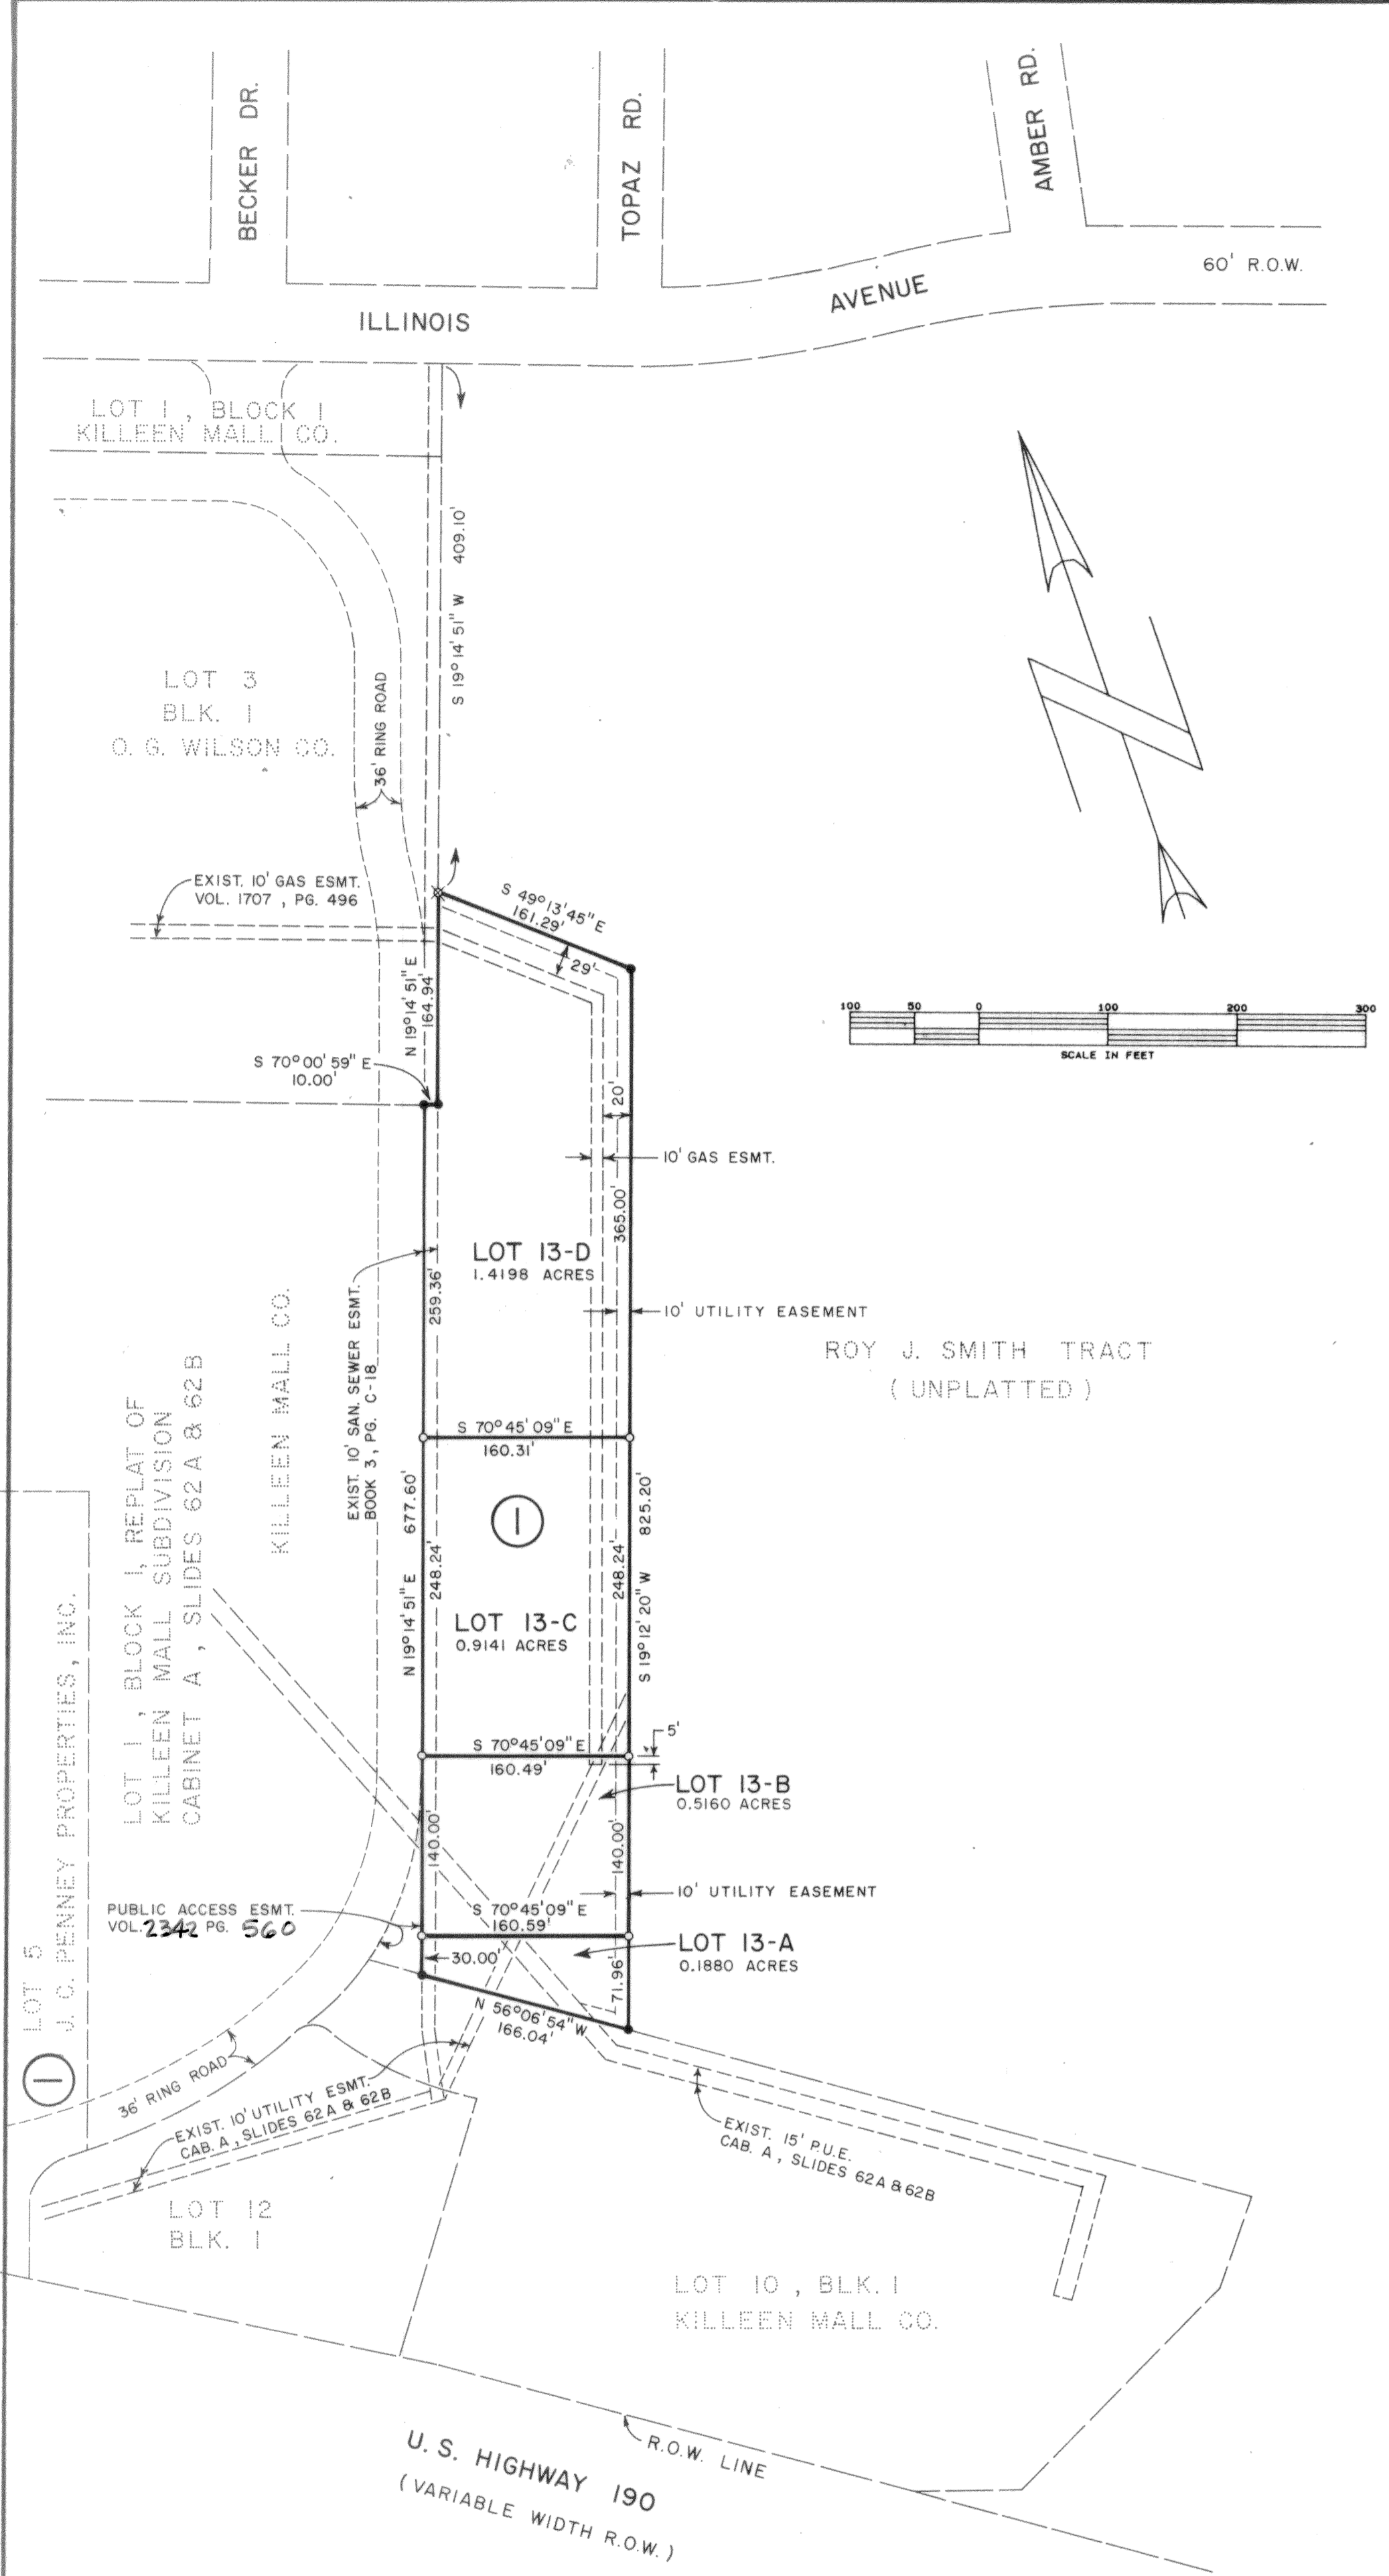 BECKER DR.
TOPAZ RD.
AMBER RD.
60' R.O.W.
ILLINOIS
AVENUE
LOT 1, BLOCK 1
KILLEEN MALL CO.
S 19° 14' 51" W 409.10'
LOT 3
BLK. 1
O. G. WILSON CO.
36' RING ROAD
EXIST. 10' GAS ESMT.
VOL. 1707, PG. 496
S 49° 13' 45" E
161.29'
29'
N 19° 14' 51" E
164.94'
S 70° 00' 59" E
10.00'
100 50 0 100 200 300
SCALE IN FEET
20'
10' GAS ESMT.
365.00'
LOT 13-D
1.4198 ACRES
259.36'
10' UTILITY EASEMENT
EXIST. 10' SAN. SEWER ESMT.
BOOK 3, PG. C-18
ROY J. SMITH TRACT
(UNPLATTED)
KILLEEN MALL CO.
LOT 1, BLOCK 1, REPLAT OF
KILLEEN MALL SUBDIVISION
CABINET A, SLIDES 62A & 62B
S 70° 45' 09" E
160.31'
1
N 19° 14' 51" E 677.60'
248.24'
248.24'
S 19° 12' 20" W 825.20'
LOT 13-C
0.9141 ACRES
S 70° 45' 09" E
160.49'
5'
LOT 13-B
0.5160 ACRES
140.00'
140.00'
10' UTILITY EASEMENT
PUBLIC ACCESS ESMT.
VOL. 2342 PG. 560
S 70° 45' 09" E
160.59'
LOT 13-A
0.1880 ACRES
30.00'
71.96'
N 56° 06' 54" W
166.04'
LOT 5
J. C. PENNEY PROPERTIES, INC.
1
36' RING ROAD
EXIST. 10' UTILITY ESMT.
CAB. A, SLIDES 62A & 62B
EXIST. 15' P.U.E.
CAB. A, SLIDES 62A & 62B
LOT 12
BLK. 1
LOT 10, BLK. 1
KILLEEN MALL CO.
R.O.W. LINE
U.S. HIGHWAY 190
(VARIABLE WIDTH R.O.W.)